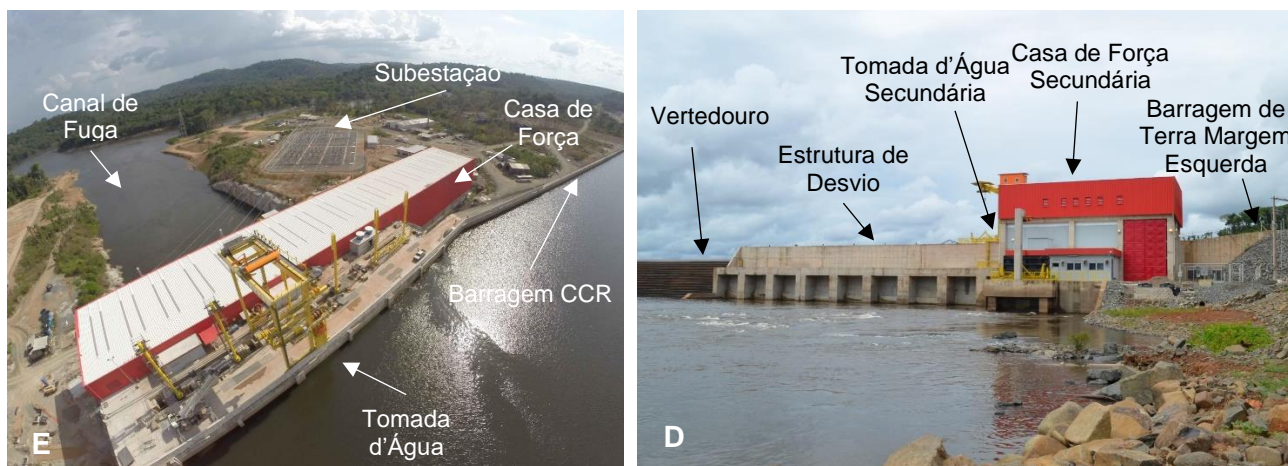 Subestação
Canal de
Fuga
Casa de
Força
Barragem CCR
Tomada
d’Água
E
Vertedouro
Estrutura de
Desvio
Tomada d’Água
Secundária
Casa de Força
Secundária
Barragem de
Terra Margem
Esquerda
D